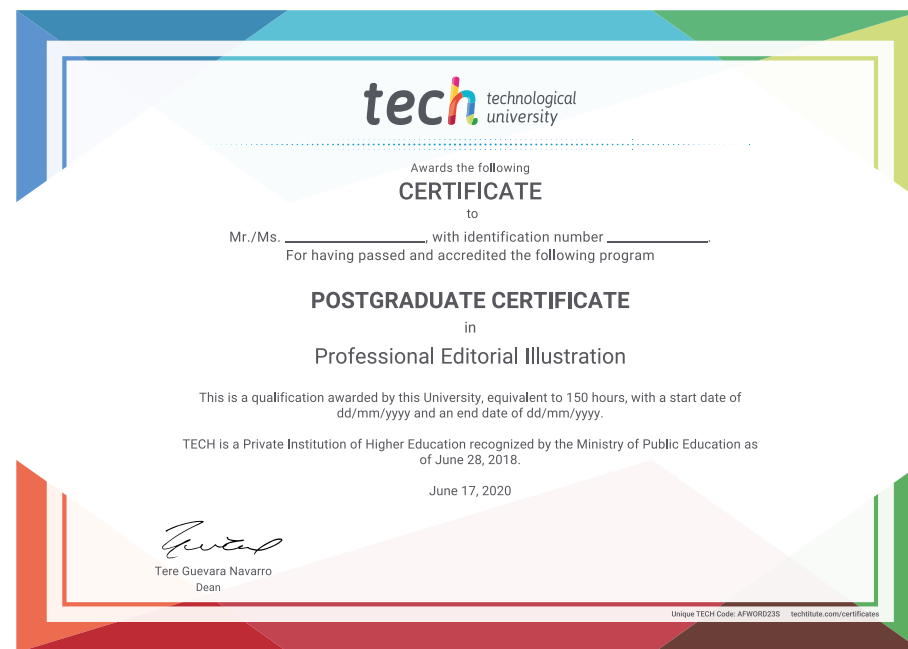 tech technological
university
Awards the following
CERTIFICATE
to
Mr./Ms. ____________________, with identification number ______________.
For having passed and accredited the following program
POSTGRADUATE CERTIFICATE
in
Professional Editorial Illustration
This is a qualification awarded by this University, equivalent to 150 hours, with a start date of
dd/mm/yyyy and an end date of dd/mm/yyyy.
TECH is a Private Institution of Higher Education recognized by the Ministry of Public Education as
of June 28, 2018.
June 17, 2020
Tere Guevara Navarro
Dean
Unique TECH Code: AFWORD23S techtitute.com/certificates